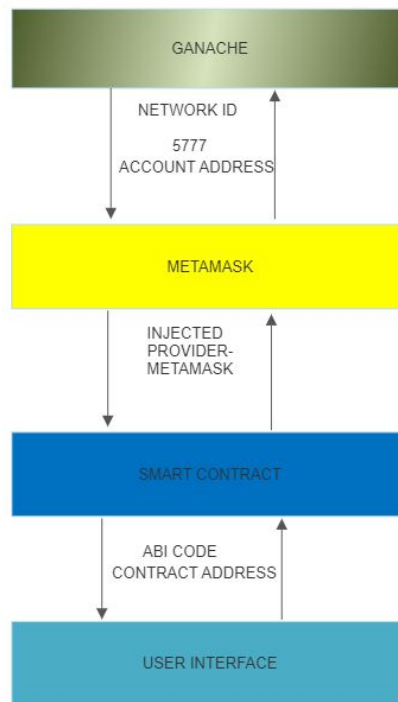 GANACHE
NETWORK ID
5777
ACCOUNT ADDRESS
METAMASK
INJECTED
PROVIDER-
METAMASK
SMART CONTRACT
ABI CODE
CONTRACT ADDRESS
USER INTERFACE